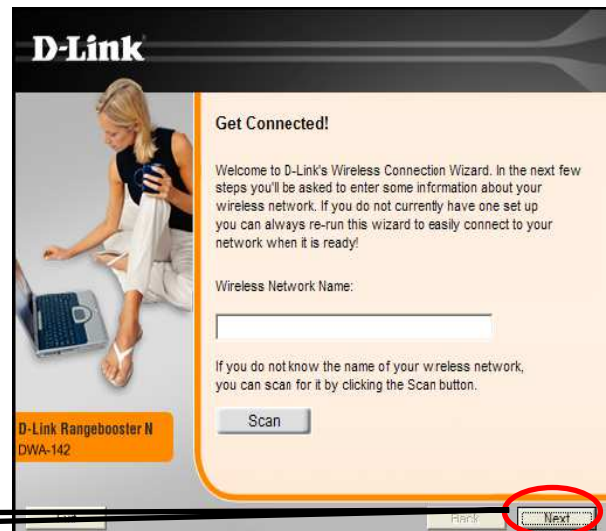 D-Link
Get Connected!
Welcome to D-Link's Wireless Connection Wizard. In the next few
steps you'll be asked to enter some information about your
wireless network. If you do not currently have one set up
you can always re-run this wizard to easily connect to your
network when it is ready!
Wireless Network Name:
If you do not know the name of your wireless network,
you can scan for it by clicking the Scan button.
Scan
D-Link Rangebooster N
DWA-142
Back
Next